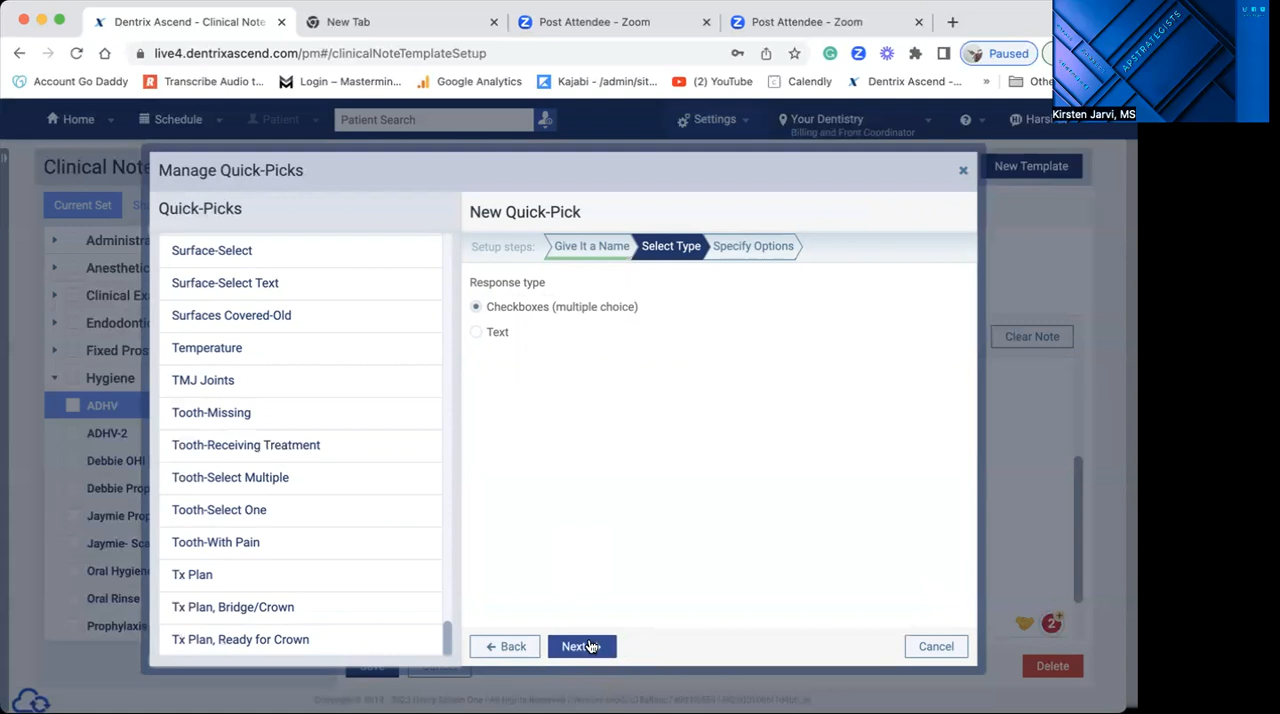 Dentrix Ascend - Clinical Note
New Tab
Post Attendee - Zoom
Post Attendee - Zoom
live4.dentrixascend.com/pm#/clinicalNoteTemplateSetup
Paused
Account Go Daddy
Transcribe Audio t...
Login – Mastermin...
Google Analytics
Kajabi - /admin/sit...
(2) YouTube
Calendly
Dentrix Ascend -...
»
APSTRATEGISTS
Kirsten Jarvi, MS
Home
Schedule
Patient
Patient Search
Settings
Your Dentistry
Billing and Front Coordinator
HI
Clinical Note
Manage Quick-Picks
×
New Template
Current Set
Quick-Picks
New Quick-Pick
Setup steps:
Give It a Name
Select Type
Specify Options
Anesthetic
Clinical Exa
Endodonti
Fixed Pros
Hygiene
ADHV
ADHV-2
Debbie OHI
Debbie Prop
Jaymie Prop
Jaymie- Sca
Oral Hygien
Oral Rinse
Prophylaxis
Surface-Select
Surface-Select Text
Surfaces Covered-Old
Temperature
TMJ Joints
Tooth-Missing
Tooth-Receiving Treatment
Tooth-Select Multiple
Tooth-Select One
Tooth-With Pain
Tx Plan
Tx Plan, Bridge/Crown
Tx Plan, Ready for Crown
Response type
Checkboxes (multiple choice)
Text
Clear Note
2
← Back
Next
Cancel
Delete